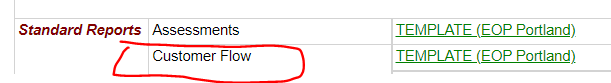 Standard Reports Assessments TEMPLATE (EOP Portland)
Customer Flow TEMPLATE (EOP Portland)